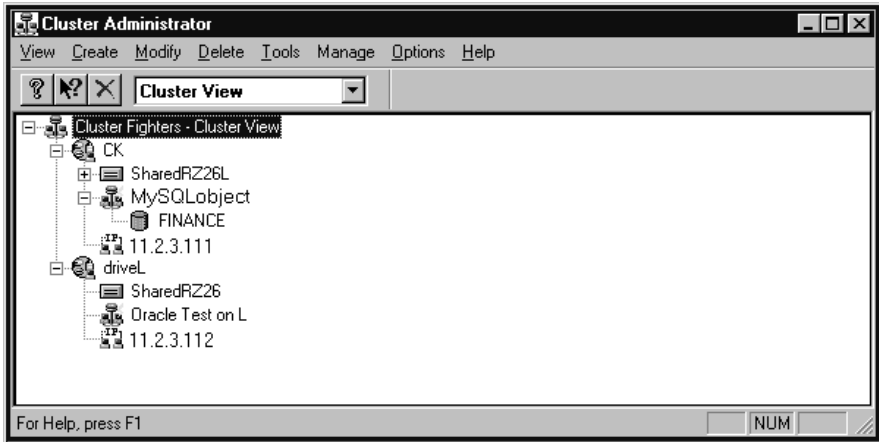 Cluster Administrator
View Create Modify Delete Tools Manage Options Help
Cluster View
Cluster Fighters - Cluster View
CK
SharedRZ26L
MySQLobject
FINANCE
IP 11.2.3.111
driveL
SharedRZ26
Oracle Test on L
IP 11.2.3.112
For Help, press F1 NUM